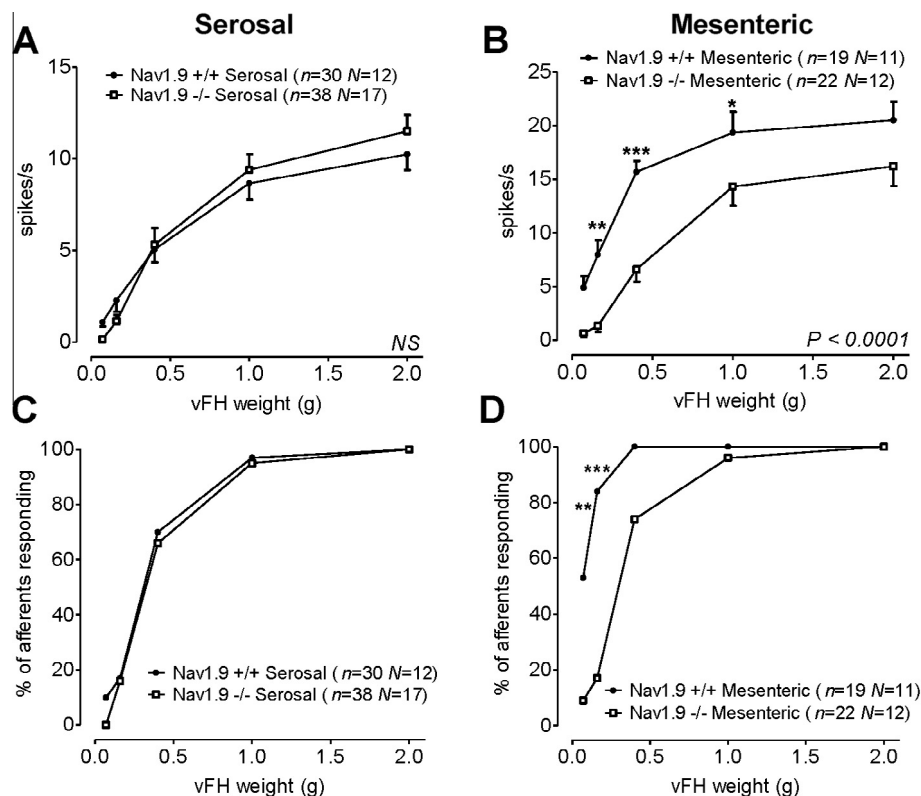 Serosal
Mesenteric
A
Nav1.9 +/+ Serosal (n=30 N=12)
Nav1.9 -/- Serosal (n=38 N=17)
15
10
5
0
spikes/s
NS
0.0 0.5 1.0 1.5 2.0
vFH weight (g)
B
Nav1.9 +/+ Mesenteric (n=19 N=11)
Nav1.9 -/- Mesenteric (n=22 N=12)
25
20
15
10
5
0
spikes/s
**
***
*
P < 0.0001
0.0 0.5 1.0 1.5 2.0
vFH weight (g)
C
100
80
60
40
20
0
% of afferents responding
Nav1.9 +/+ Serosal (n=30 N=12)
Nav1.9 -/- Serosal (n=38 N=17)
0.0 0.5 1.0 1.5 2.0
vFH weight (g)
D
100
80
60
40
20
0
% of afferents responding
**
***
Nav1.9 +/+ Mesenteric (n=19 N=11)
Nav1.9 -/- Mesenteric (n=22 N=12)
0.0 0.5 1.0 1.5 2.0
vFH weight (g)